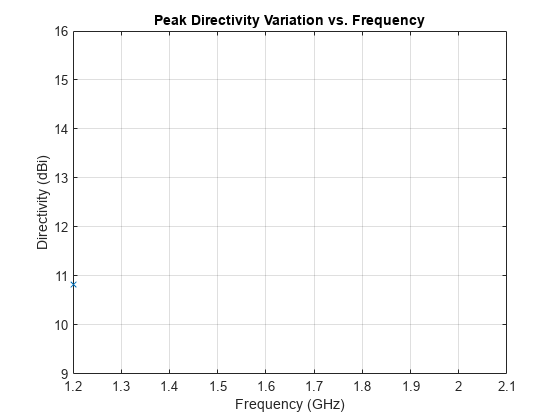 Peak Directivity Variation vs. Frequency
16
15
14
13
12
11
10
9
Directivity (dBi)
1.2 1.3 1.4 1.5 1.6 1.7 1.8 1.9 2 2.1
Frequency (GHz)